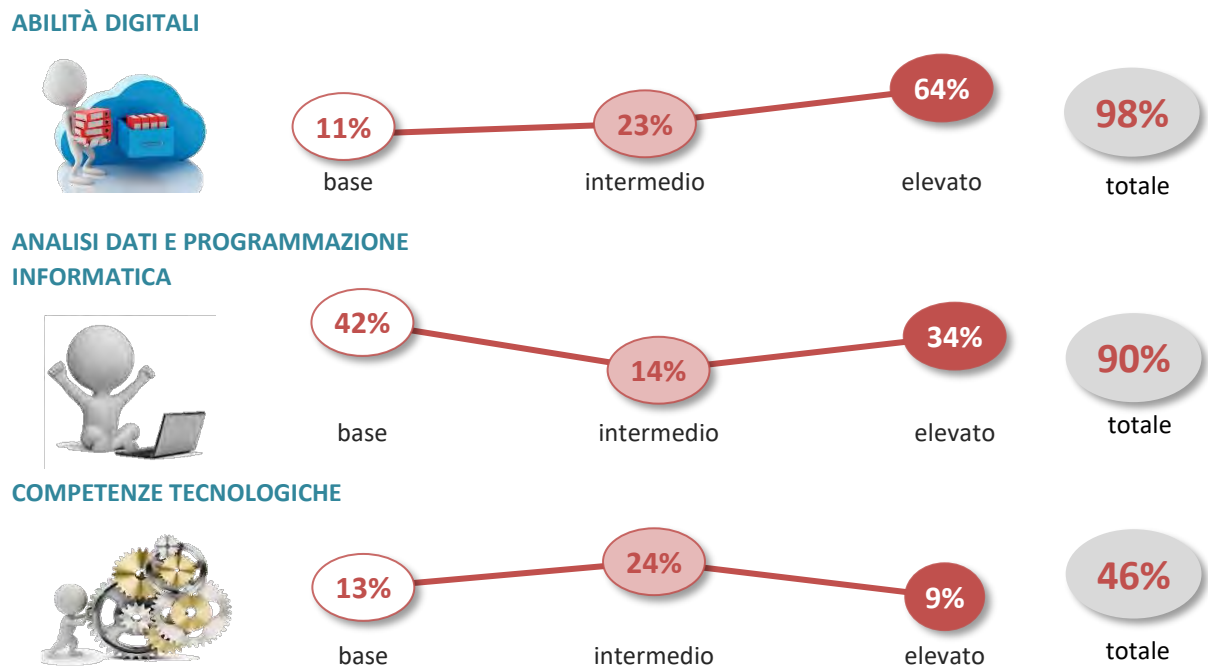 ABILITÀ DIGITALI
11%
23%
64%
98%
base
intermedio
elevato
totale
ANALISI DATI E PROGRAMMAZIONE
INFORMATICA
42%
14%
34%
90%
base
intermedio
elevato
totale
COMPETENZE TECNOLOGICHE
13%
24%
9%
46%
base
intermedio
elevato
totale